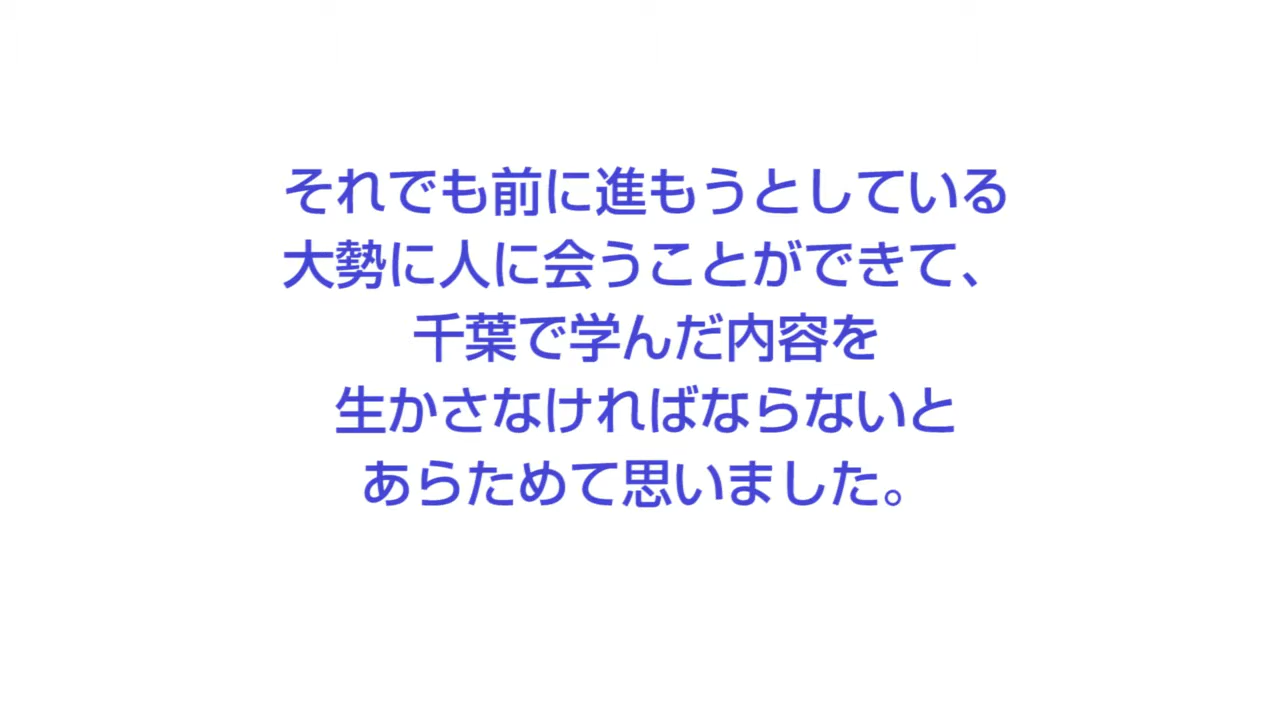 それでも前に進もうとしている
大勢に人に会うことができて、
千葉で学んだ内容を
生かさなければならないと
あらためて思いました。